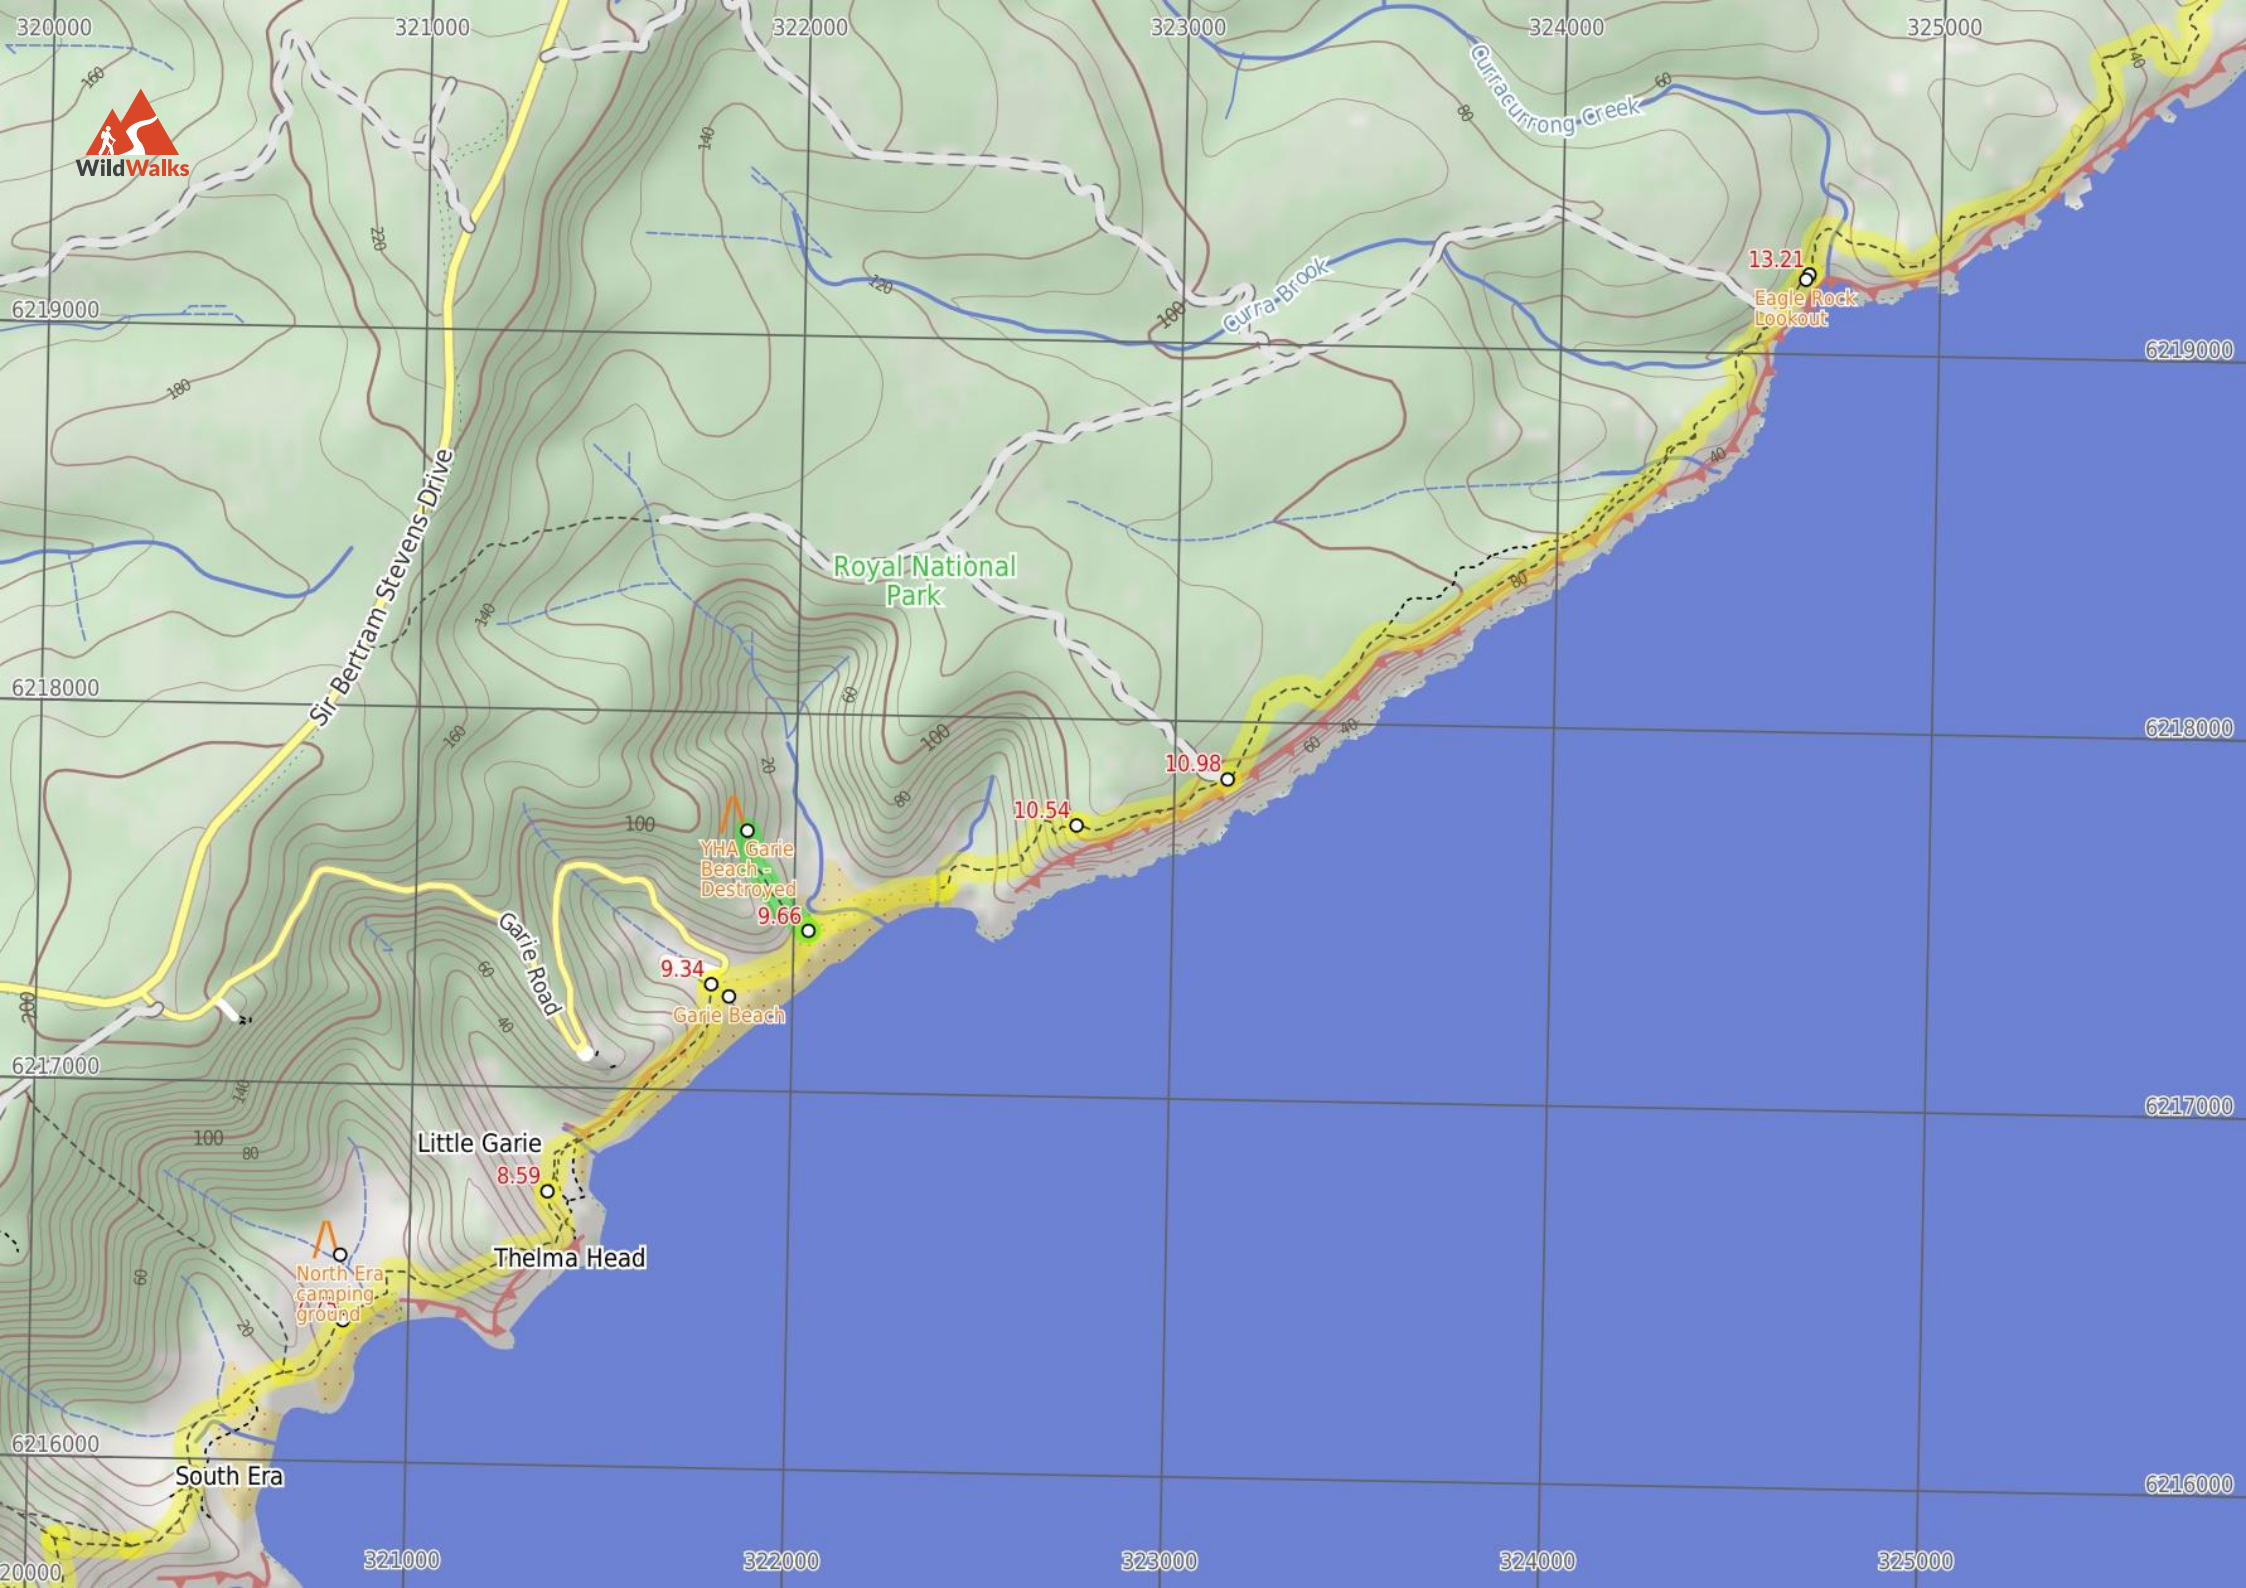 320000
321000
322000
323000
324000
325000
160
WildWalks
140
220
Curracurrong Creek
60
80
40
13.21
Eagle Rock
Lookout
120
Curra Brook
100
6219000
6219000
180
40
Sir Bertram Stevens Drive
Royal National
Park
80
140
6218000
6218000
160
60
100
20
60
40
80
10.98
10.54
100
YHA Garie
Beach -
Destroyed
9.66
9.34
Garie Beach
Garie Road
60
40
200
6217000
6217000
140
100
80
Little Garie
8.59
Thelma Head
60
North Era
camping
ground
20
6216000
6216000
South Era
20000
321000
322000
323000
324000
325000